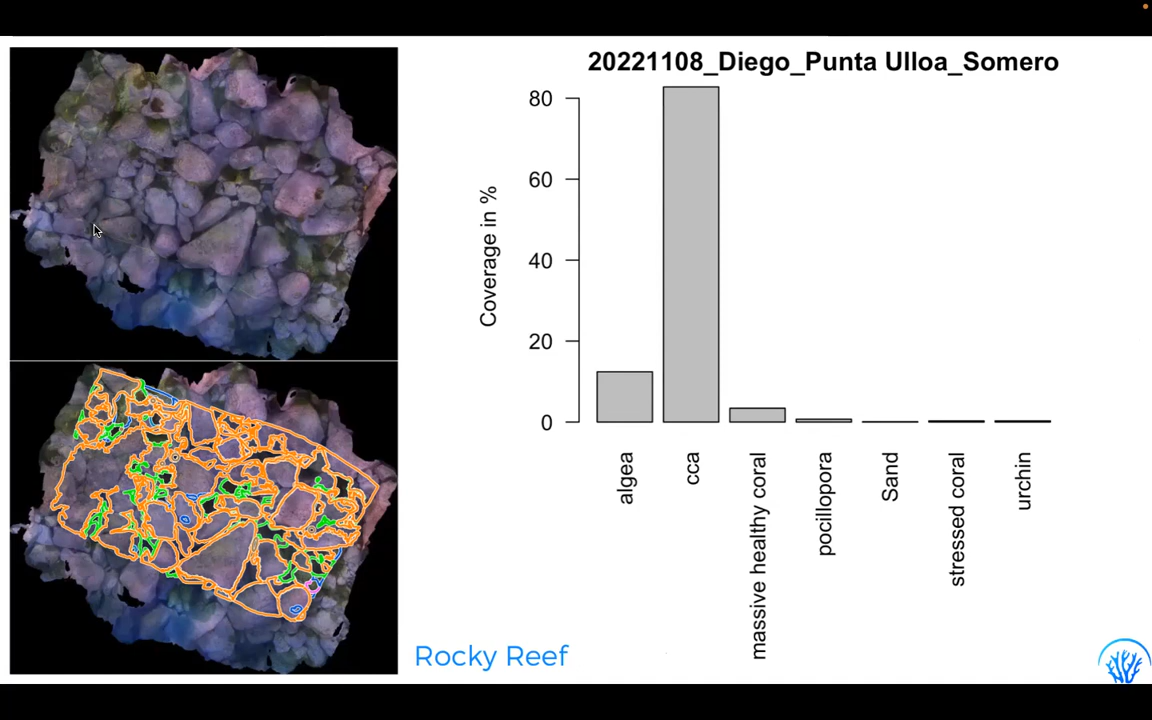 20221108_Diego_Punta Ulloa_Somero
Coverage in %
80
60
40
20
0
algea
cca
massive healthy coral
pocillopora
Sand
stressed coral
urchin
Rocky Reef